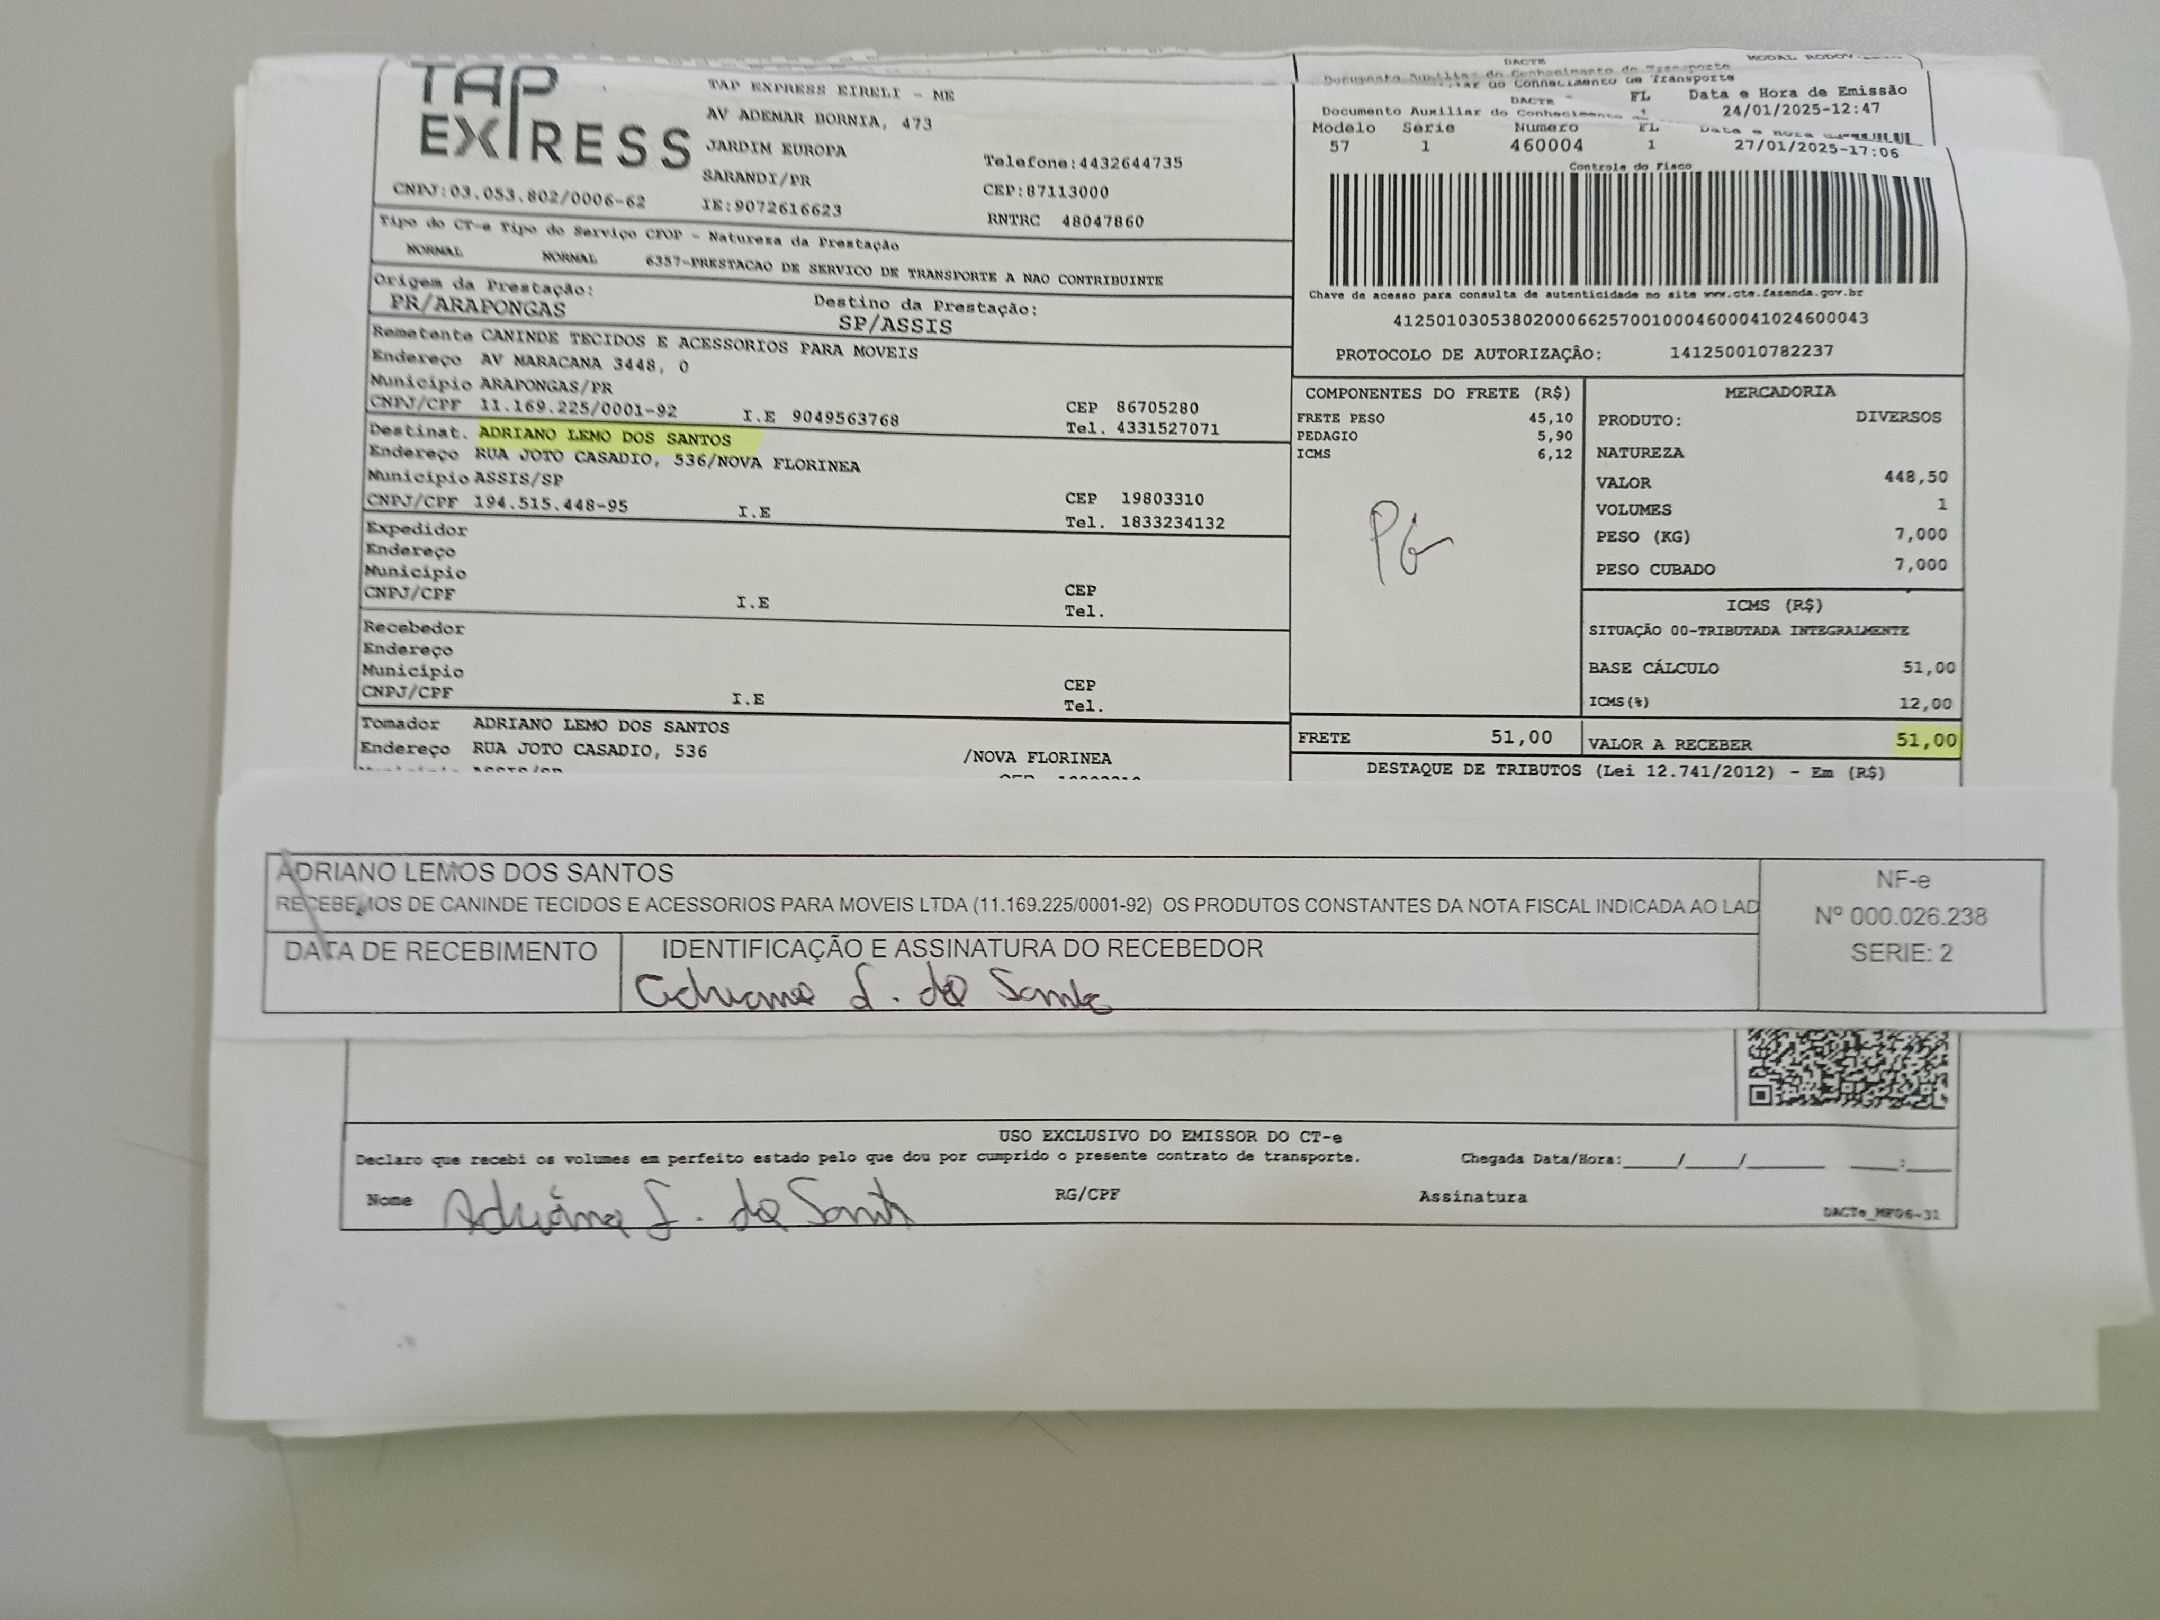 TAP EXPRESS
TAP EXPRESS EIRELI - ME
AV ADEMAR BORNIA, 473
JARDIM EUROPA
SARANDI/PR
Telefone:4432644735
CEP:87113000
CNPJ:03.053.802/0006-62 IE:9072616623 RNTRC 48047860
Tipo do CT-e Tipo do Serviço CFOP - Natureza da Prestação
NORMAL NORMAL 6357-PRESTACAO DE SERVICO DE TRANSPORTE A NAO CONTRIBUINTE
Origem da Prestação: Destino da Prestação:
PR/ARAPONGAS SP/ASSIS
Remetente CANINDE TECIDOS E ACESSORIOS PARA MOVEIS
Endereço AV MARACANA 3448, 0
Município ARAPONGAS/PR
CNPJ/CPF 11.169.225/0001-92 I.E 9049563768 CEP 86705280
Tel. 4331527071
Destinat. ADRIANO LEMO DOS SANTOS
Endereço RUA JOTO CASADIO, 536/NOVA FLORINEA
Município ASSIS/SP
CNPJ/CPF 194.515.448-95 I.E CEP 19803310
Tel. 1833234132
Expedidor
Endereço
Município
CNPJ/CPF I.E CEP
Tel.
Recebedor
Endereço
Município
CNPJ/CPF I.E CEP
Tel.
Tomador ADRIANO LEMO DOS SANTOS
Endereço RUA JOTO CASADIO, 536 /NOVA FLORINEA
DACTE
Documento Auxiliar do Conhecimento de Transporte
FL Data e Hora de Emissão
24/01/2025-12:47
DACTE
Documento Auxiliar do Conhecimento
Modelo Série Numero FL
57 1 460004 1 27/01/2025-17:06
Controle do Fisco
Chave de acesso para consulta de autenticidade no site www.cte.fazenda.gov.br
41250103053802000662570010004600041024600043
PROTOCOLO DE AUTORIZAÇÃO: 141250010782237
COMPONENTES DO FRETE (R$)
FRETE PESO 45,10
PEDAGIO 5,90
ICMS 6,12
PG
MERCADORIA
PRODUTO: DIVERSOS
NATUREZA
VALOR 448,50
VOLUMES 1
PESO (KG) 7,000
PESO CUBADO 7,000
ICMS (R$)
SITUAÇÃO 00-TRIBUTADA INTEGRALMENTE
BASE CÁLCULO 51,00
ICMS(%) 12,00
FRETE 51,00 VALOR A RECEBER 51,00
DESTAQUE DE TRIBUTOS (Lei 12.741/2012) - Em (R$)
ADRIANO LEMOS DOS SANTOS
RECEBEMOS DE CANINDE TECIDOS E ACESSORIOS PARA MOVEIS LTDA (11.169.225/0001-92) OS PRODUTOS CONSTANTES DA NOTA FISCAL INDICADA AO LAD
DATA DE RECEBIMENTO IDENTIFICAÇÃO E ASSINATURA DO RECEBEDOR
NF-e
Nº 000.026.238
SERIE: 2
USO EXCLUSIVO DO EMISSOR DO CT-e
Declaro que recebi os volumes em perfeito estado pelo que dou por cumprido o presente contrato de transporte. Chegada Data/Hora:____/____/______ ____:____
Nome RG/CPF Assinatura
DACTe_MF06-31